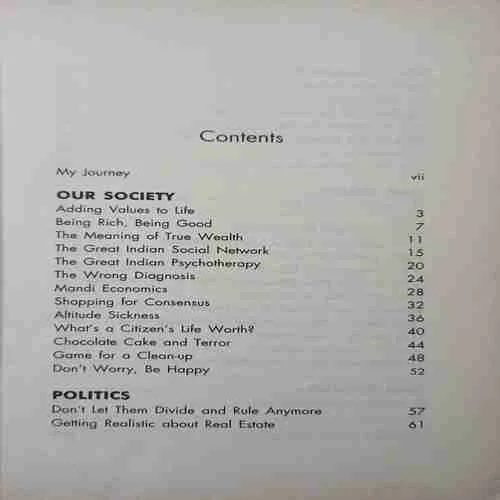 Contents
My Journey vii
OUR SOCIETY
Adding Values to Life 3
Being Rich, Being Good 7
The Meaning of True Wealth 11
The Great Indian Social Network 15
The Great Indian Psychotherapy 20
The Wrong Diagnosis 24
Mandi Economics 28
Shopping for Consensus 32
Altitude Sickness 36
What's a Citizen's Life Worth? 40
Chocolate Cake and Terror 44
Game for a Clean-up 48
Don't Worry, Be Happy 52
POLITICS
Don't Let Them Divide and Rule Anymore 57
Getting Realistic about Real Estate 61